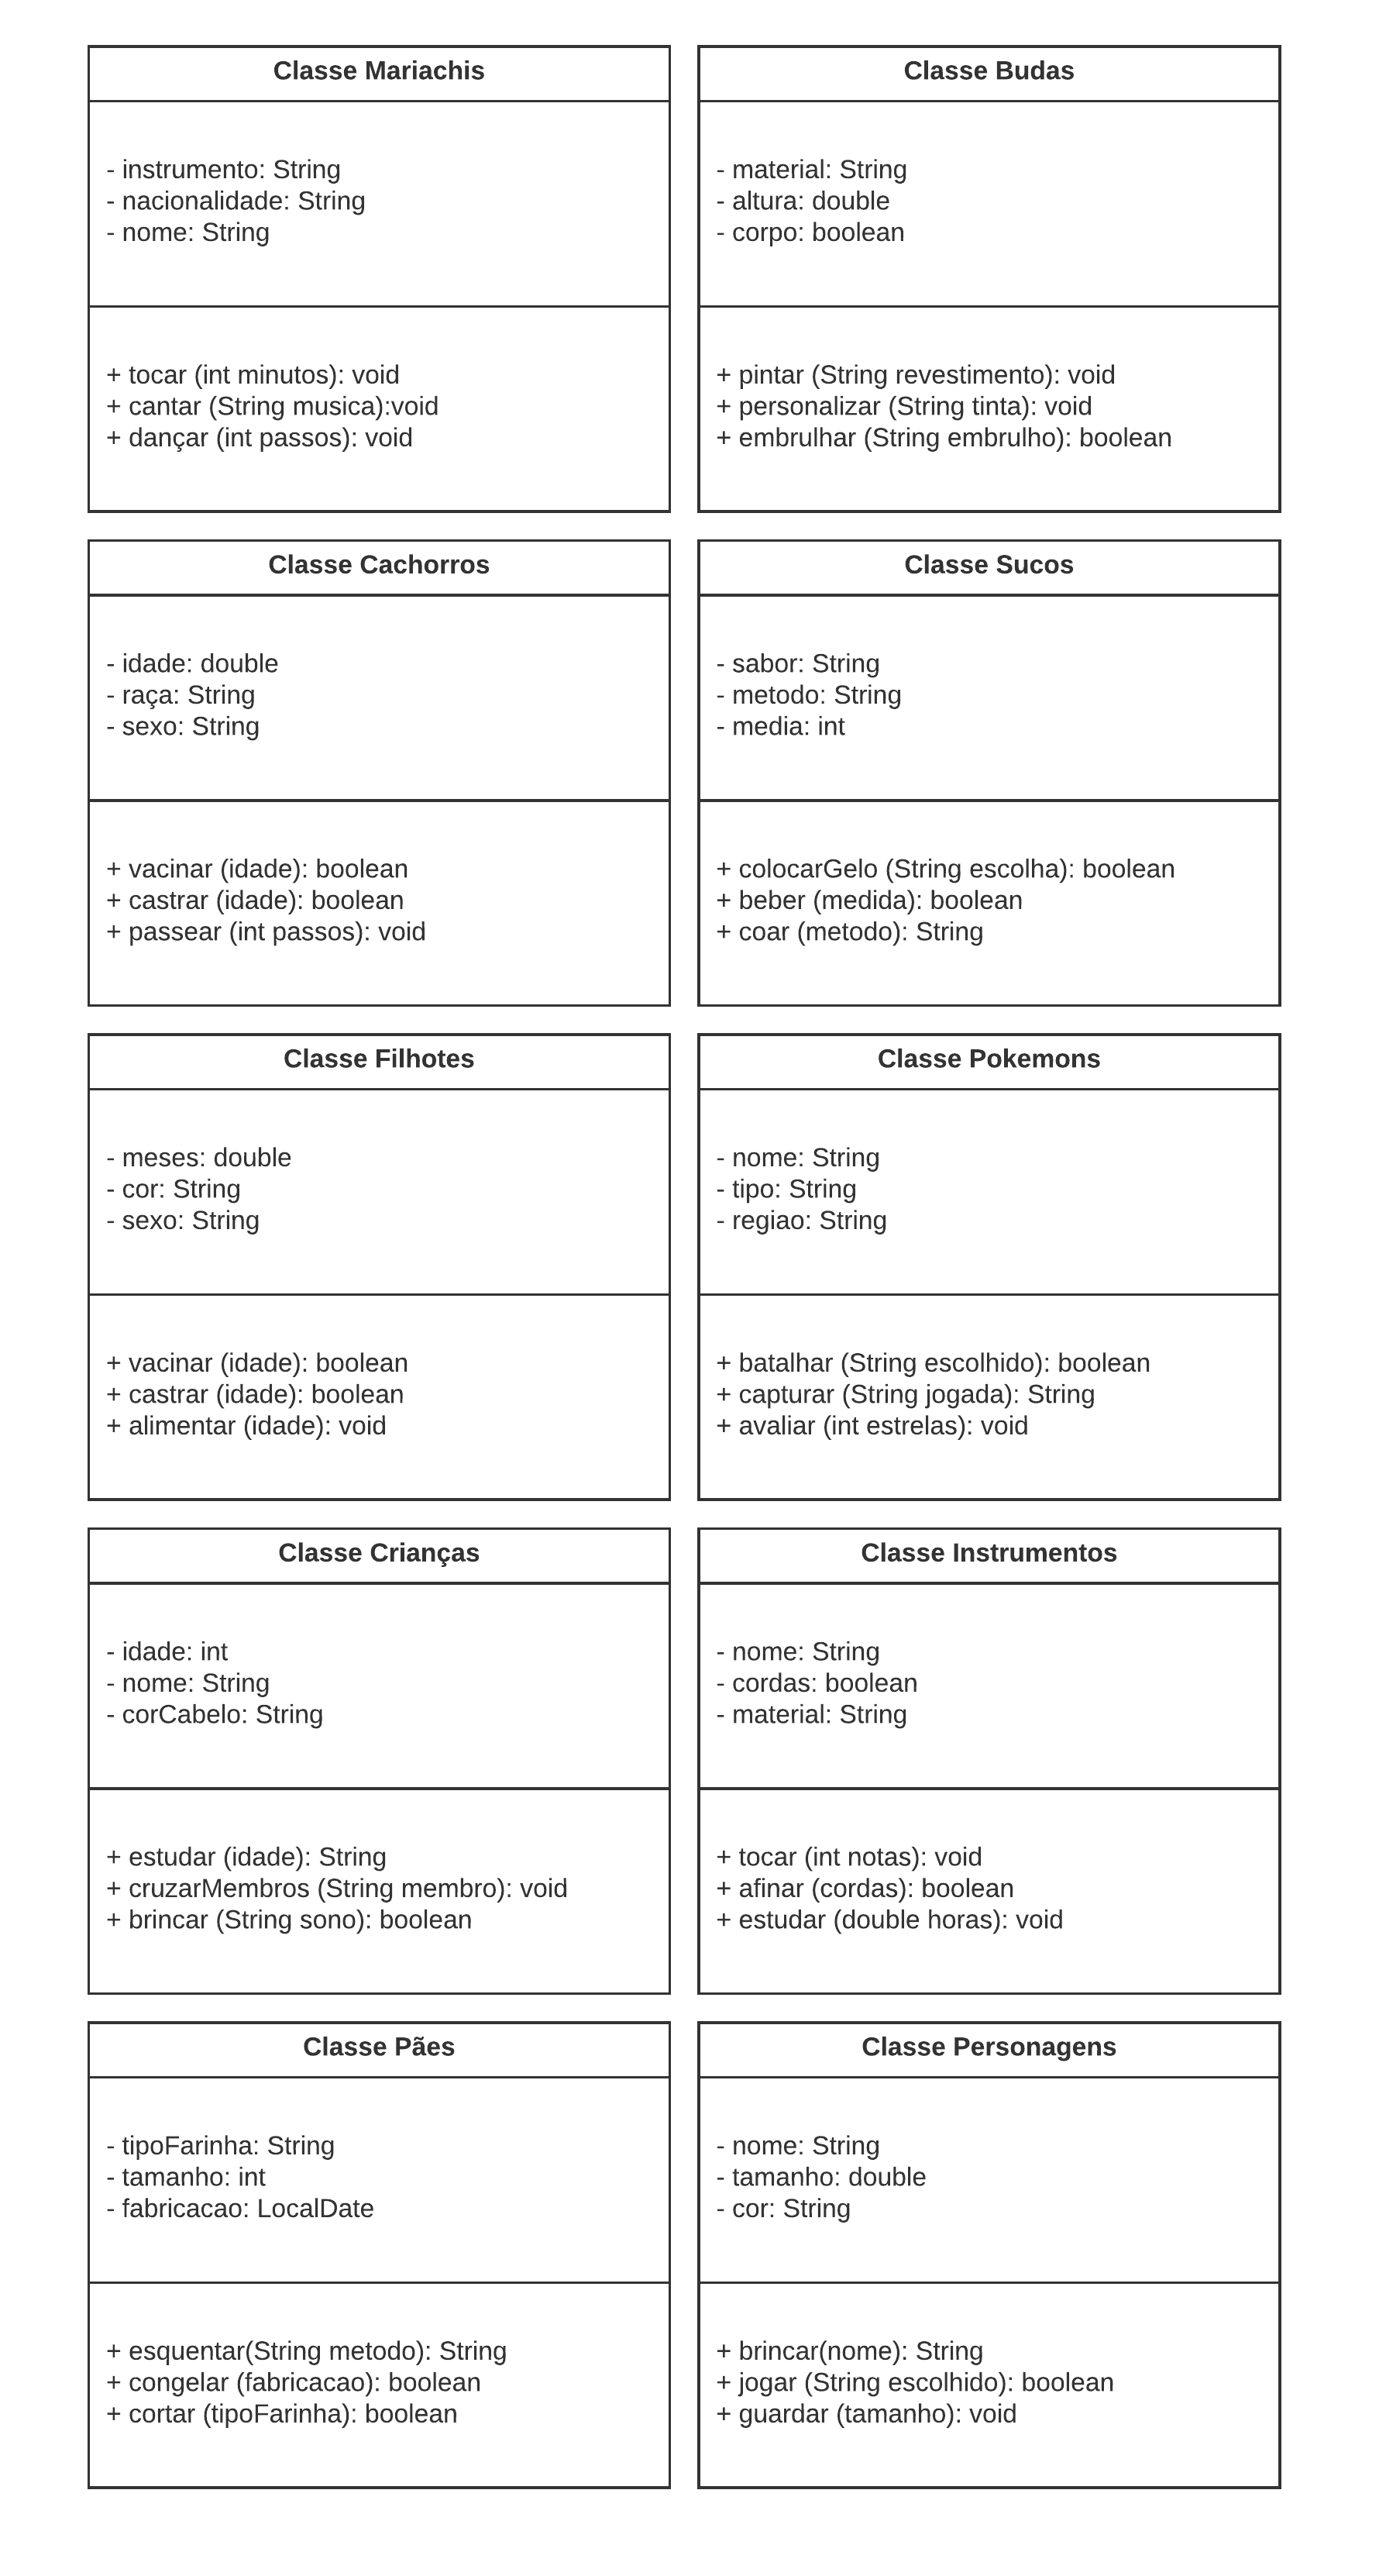 Classe Mariachis
- instrumento: String
- nacionalidade: String
- nome: String
+ tocar (int minutos): void
+ cantar (String musica):void
+ dançar (int passos): void
Classe Budas
- material: String
- altura: double
- corpo: boolean
+ pintar (String revestimento): void
+ personalizar (String tinta): void
+ embrulhar (String embrulho): boolean
Classe Cachorros
- idade: double
- raça: String
- sexo: String
+ vacinar (idade): boolean
+ castrar (idade): boolean
+ passear (int passos): void
Classe Sucos
- sabor: String
- metodo: String
- media: int
+ colocarGelo (String escolha): boolean
+ beber (medida): boolean
+ coar (metodo): String
Classe Filhotes
- meses: double
- cor: String
- sexo: String
+ vacinar (idade): boolean
+ castrar (idade): boolean
+ alimentar (idade): void
Classe Pokemons
- nome: String
- tipo: String
- regiao: String
+ batalhar (String escolhido): boolean
+ capturar (String jogada): String
+ avaliar (int estrelas): void
Classe Crianças
- idade: int
- nome: String
- corCabelo: String
+ estudar (idade): String
+ cruzarMembros (String membro): void
+ brincar (String sono): boolean
Classe Instrumentos
- nome: String
- cordas: boolean
- material: String
+ tocar (int notas): void
+ afinar (cordas): boolean
+ estudar (double horas): void
Classe Pães
- tipoFarinha: String
- tamanho: int
- fabricacao: LocalDate
+ esquentar(String metodo): String
+ congelar (fabricacao): boolean
+ cortar (tipoFarinha): boolean
Classe Personagens
- nome: String
- tamanho: double
- cor: String
+ brincar(nome): String
+ jogar (String escolhido): boolean
+ guardar (tamanho): void